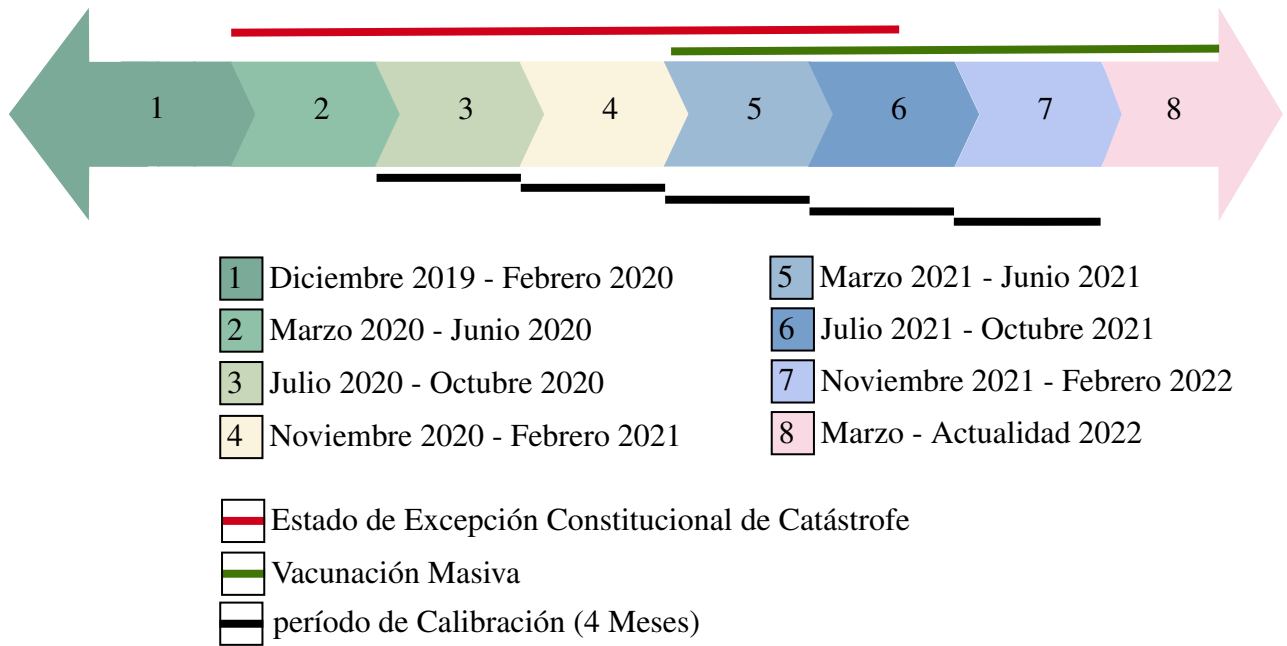 1 2 3 4 5 6 7 8
1 Diciembre 2019 - Febrero 2020
2 Marzo 2020 - Junio 2020
3 Julio 2020 - Octubre 2020
4 Noviembre 2020 - Febrero 2021
5 Marzo 2021 - Junio 2021
6 Julio 2021 - Octubre 2021
7 Noviembre 2021 - Febrero 2022
8 Marzo - Actualidad 2022
Estado de Excepción Constitucional de Catástrofe
Vacunación Masiva
período de Calibración (4 Meses)